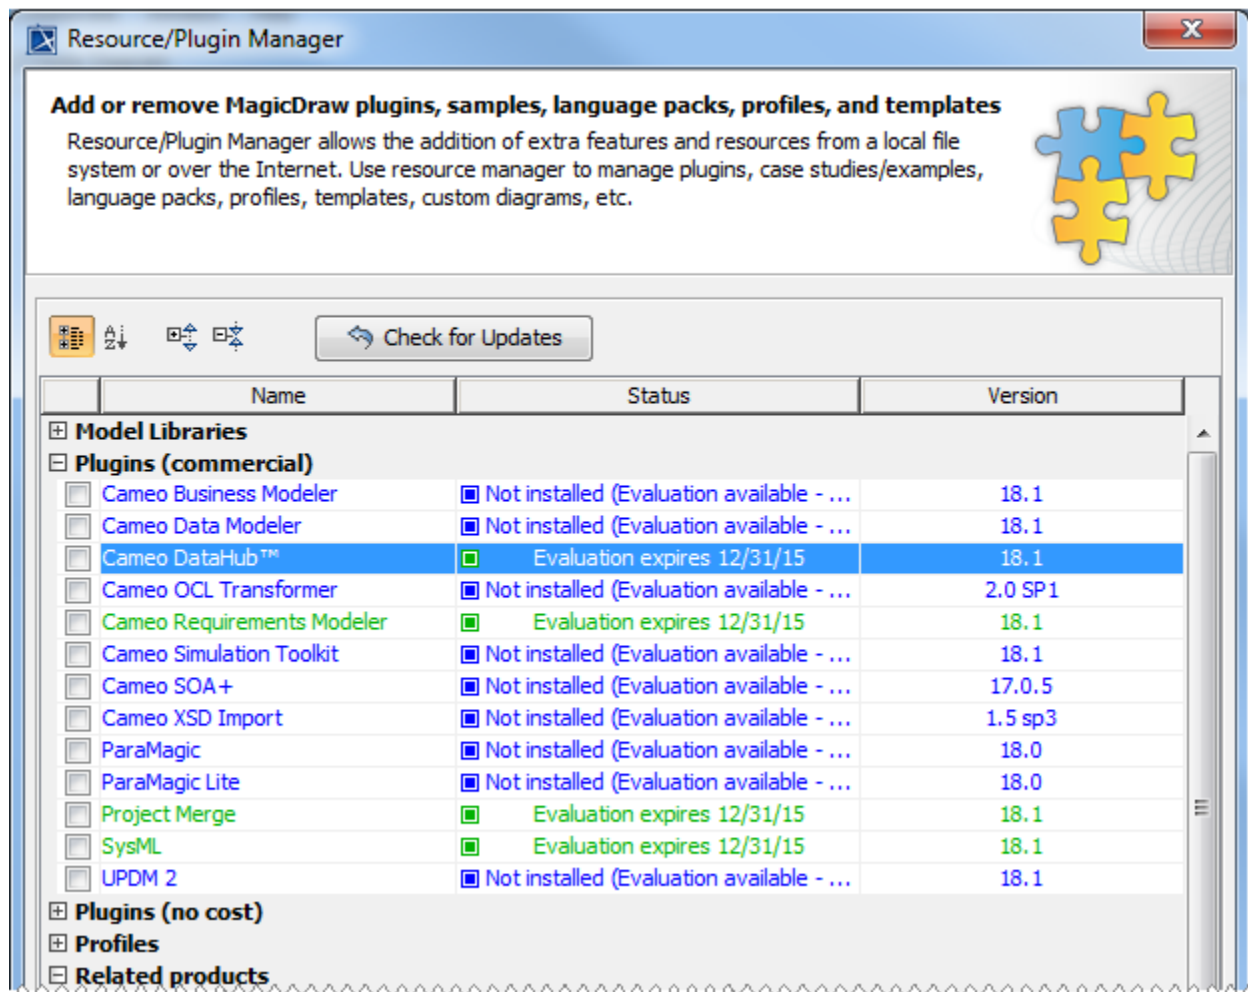 Resource/Plugin Manager
Add or remove MagicDraw plugins, samples, language packs, profiles, and templates
Resource/Plugin Manager allows the addition of extra features and resources from a local file
system or over the Internet. Use resource manager to manage plugins, case studies/examples,
language packs, profiles, templates, custom diagrams, etc.
Check for Updates
Name Status Version
Model Libraries
Plugins (commercial)
Cameo Business Modeler Not installed (Evaluation available - ... 18.1
Cameo Data Modeler Not installed (Evaluation available - ... 18.1
Cameo DataHub™ Evaluation expires 12/31/15 18.1
Cameo OCL Transformer Not installed (Evaluation available - ... 2.0 SP1
Cameo Requirements Modeler Evaluation expires 12/31/15 18.1
Cameo Simulation Toolkit Not installed (Evaluation available - ... 18.1
Cameo SOA+ Not installed (Evaluation available - ... 17.0.5
Cameo XSD Import Not installed (Evaluation available - ... 1.5 sp3
ParaMagic Not installed (Evaluation available - ... 18.0
ParaMagic Lite Not installed (Evaluation available - ... 18.0
Project Merge Evaluation expires 12/31/15 18.1
SysML Evaluation expires 12/31/15 18.1
UPDM 2 Not installed (Evaluation available - ... 18.1
Plugins (no cost)
Profiles
Related products